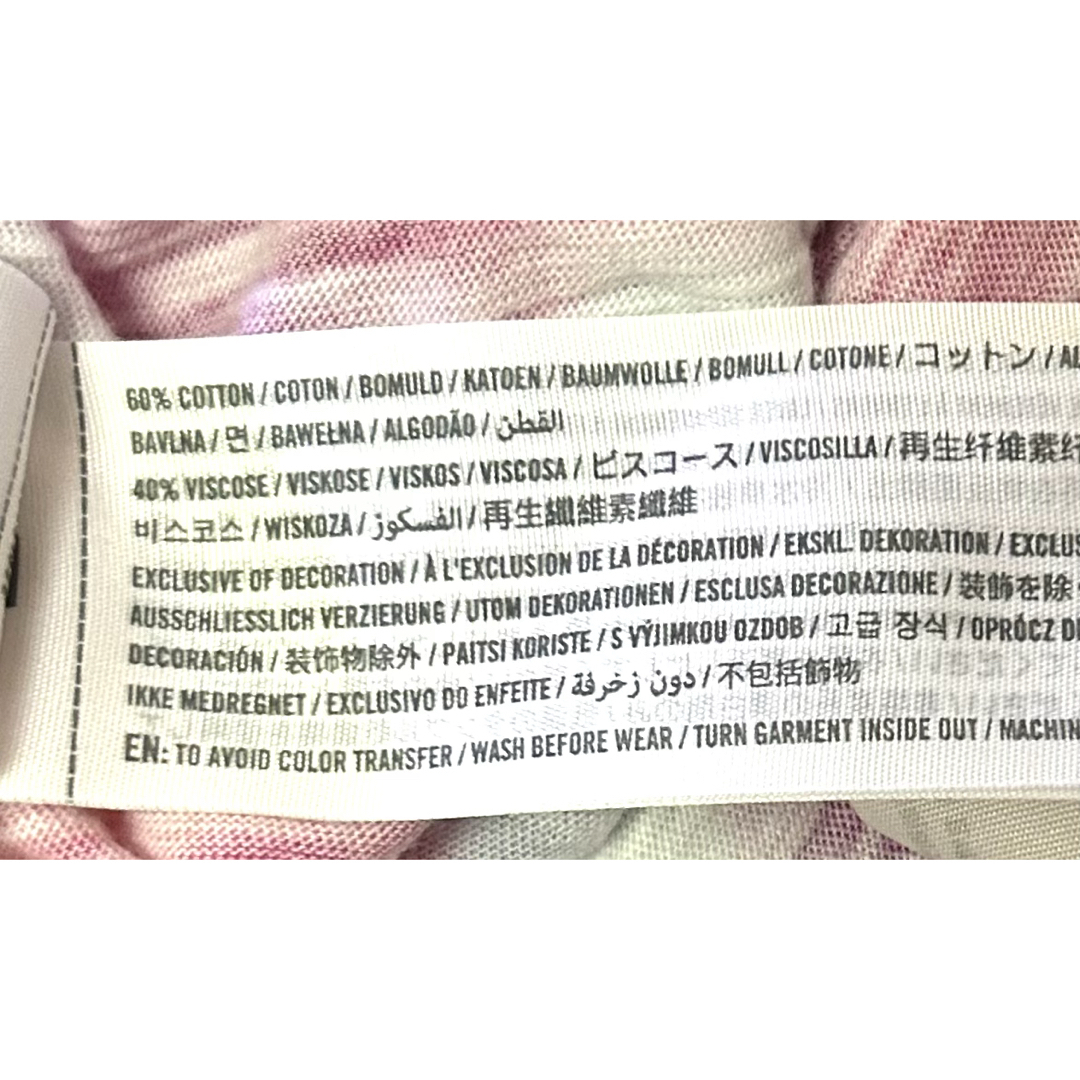 60% COTTON / COTON / BOMULD / KATOEN / BAUMWOLLE / BOMULL / COTONE / コットン /
BAVLNA / 면 / BAWEŁNA / ALGODÃO / القطن
40% VISCOSE / VISKOSE / VISKOS / VISCOSA / ビスコース / VISCOSILLA / 再生纤维素纤
비스코스 / WISKOZA / الفسكوز / 再生纖維素纖維
EXCLUSIVE OF DECORATION / À L'EXCLUSION DE LA DÉCORATION / EKSKL. DEKORATION / EXCLUS
AUSSCHLIESSLICH VERZIERUNG / UTOM DEKORATIONEN / ESCLUSA DECORAZIONE / 装飾を除
DECORACIÓN / 装饰物除外 / PAITSI KORISTE / S VÝJIMKOU OZDOB / 고급 장식 / OPRÓCZ
IKKE MEDREGNET / EXCLUSIVO DO ENFEITE / دون زخرفة / 不包括飾物
EN: TO AVOID COLOR TRANSFER / WASH BEFORE WEAR / TURN GARMENT INSIDE OUT / MACHIN